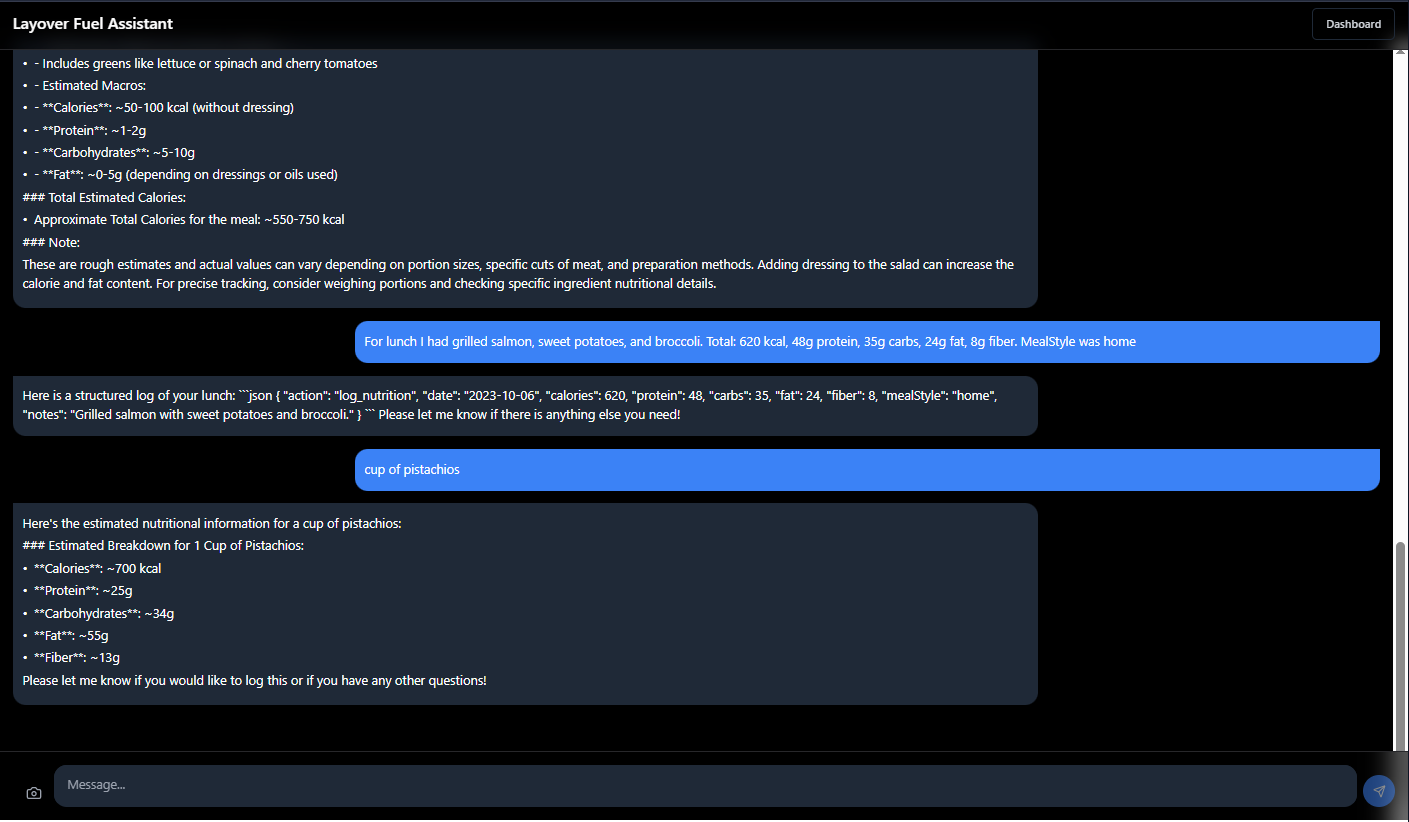 Layover Fuel Assistant
Dashboard
• - Includes greens like lettuce or spinach and cherry tomatoes
• - Estimated Macros:
• - **Calories**: ~50-100 kcal (without dressing)
• - **Protein**: ~1-2g
• - **Carbohydrates**: ~5-10g
• - **Fat**: ~0-5g (depending on dressings or oils used)
### Total Estimated Calories:
• Approximate Total Calories for the meal: ~550-750 kcal
### Note:
These are rough estimates and actual values can vary depending on portion sizes, specific cuts of meat, and preparation methods. Adding dressing to the salad can increase the
calorie and fat content. For precise tracking, consider weighing portions and checking specific ingredient nutritional details.
For lunch I had grilled salmon, sweet potatoes, and broccoli. Total: 620 kcal, 48g protein, 35g carbs, 24g fat, 8g fiber. MealStyle was home
Here is a structured log of your lunch: ```json { "action": "log_nutrition", "date": "2023-10-06", "calories": 620, "protein": 48, "carbs": 35, "fat": 24, "fiber": 8, "mealStyle": "home",
"notes": "Grilled salmon with sweet potatoes and broccoli." } ``` Please let me know if there is anything else you need!
cup of pistachios
Here's the estimated nutritional information for a cup of pistachios:
### Estimated Breakdown for 1 Cup of Pistachios:
• **Calories**: ~700 kcal
• **Protein**: ~25g
• **Carbohydrates**: ~34g
• **Fat**: ~55g
• **Fiber**: ~13g
Please let me know if you would like to log this or if you have any other questions!
Message...